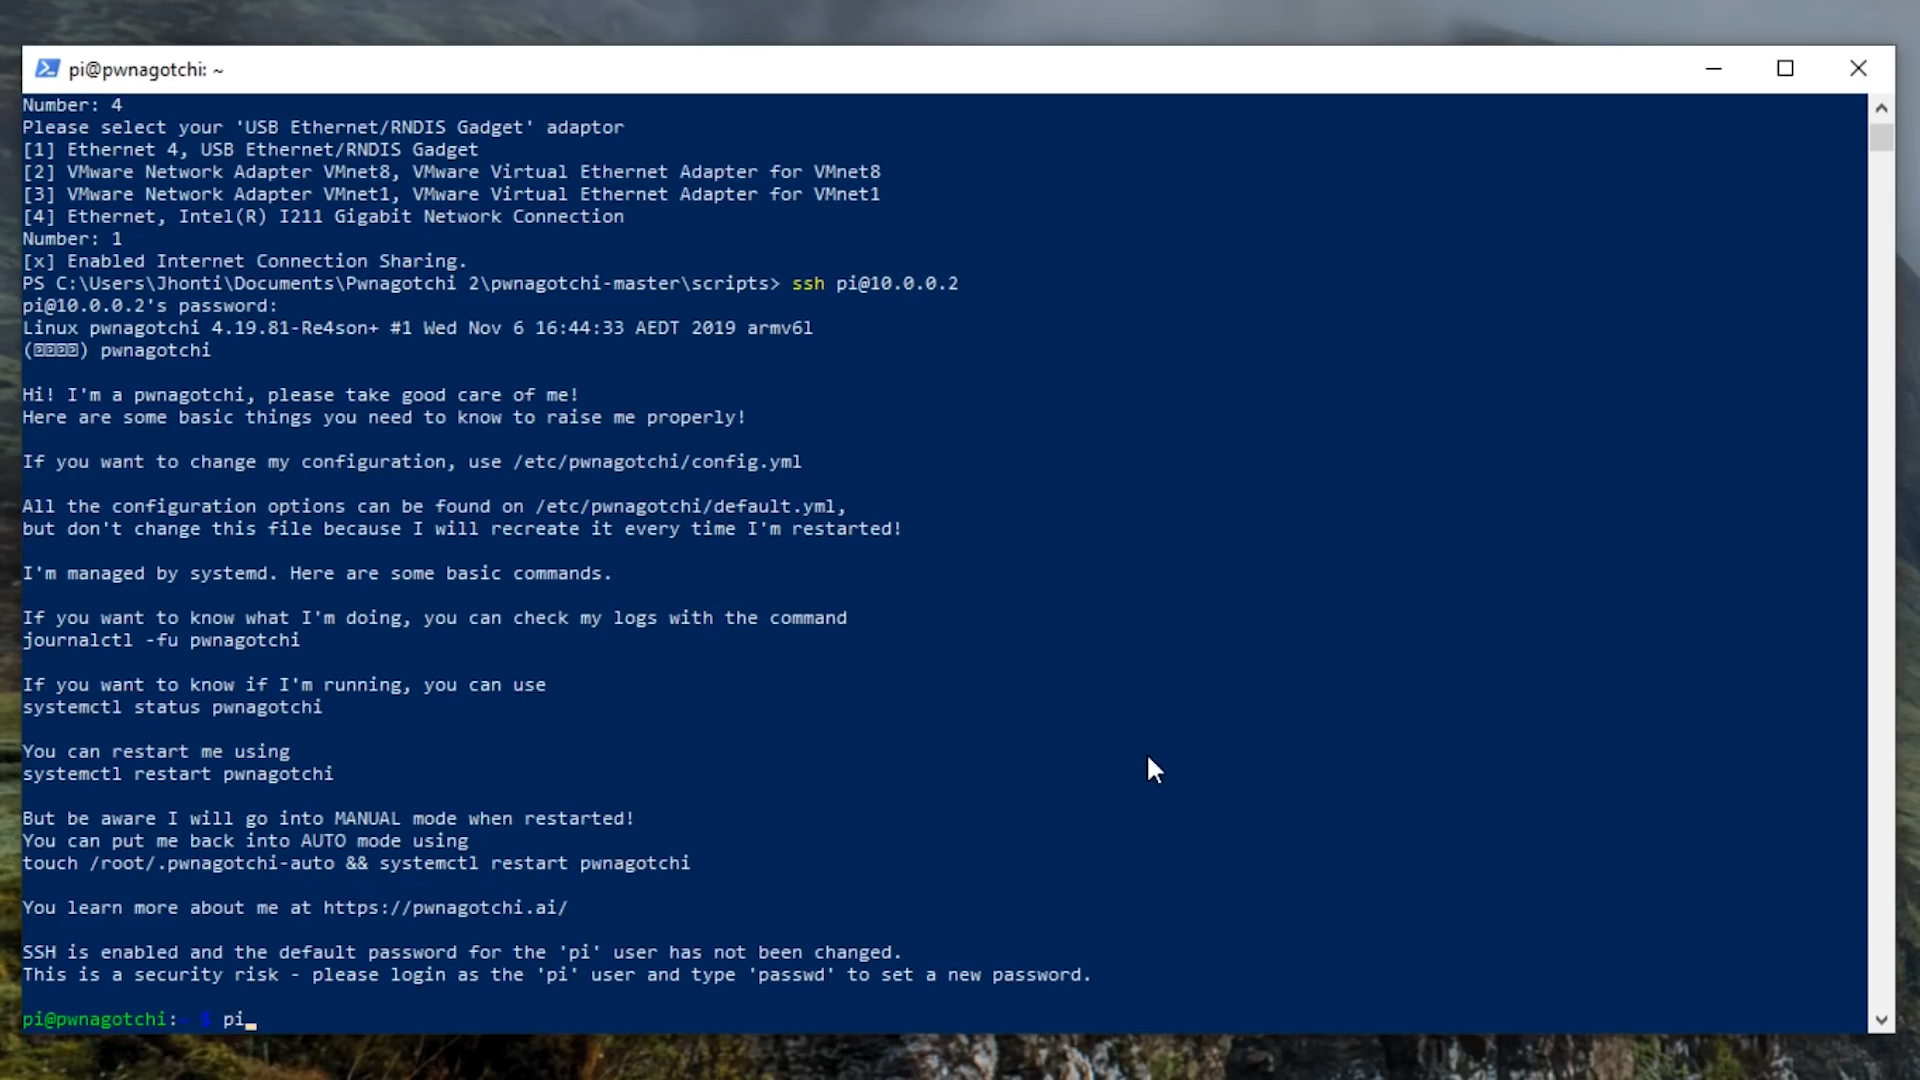 pi@pwnagotchi: ~
Number: 4
Please select your 'USB Ethernet/RNDIS Gadget' adaptor
[1] Ethernet 4, USB Ethernet/RNDIS Gadget
[2] VMware Network Adapter VMnet8, VMware Virtual Ethernet Adapter for VMnet8
[3] VMware Network Adapter VMnet1, VMware Virtual Ethernet Adapter for VMnet1
[4] Ethernet, Intel(R) I211 Gigabit Network Connection
Number: 1
[x] Enabled Internet Connection Sharing.
PS C:\Users\Jhonti\Documents\Pwnagotchi 2\pwnagotchi-master\scripts> ssh pi@10.0.0.2
pi@10.0.0.2's password:
Linux pwnagotchi 4.19.81-Re4son+ #1 Wed Nov 6 16:44:33 AEDT 2019 armv6l
(⍰⍰⍰⍰) pwnagotchi
Hi! I'm a pwnagotchi, please take good care of me!
Here are some basic things you need to know to raise me properly!
If you want to change my configuration, use /etc/pwnagotchi/config.yml
All the configuration options can be found on /etc/pwnagotchi/default.yml,
but don't change this file because I will recreate it every time I'm restarted!
I'm managed by systemd. Here are some basic commands.
If you want to know what I'm doing, you can check my logs with the command
journalctl -fu pwnagotchi
If you want to know if I'm running, you can use
systemctl status pwnagotchi
You can restart me using
systemctl restart pwnagotchi
But be aware I will go into MANUAL mode when restarted!
You can put me back into AUTO mode using
touch /root/.pwnagotchi-auto && systemctl restart pwnagotchi
You learn more about me at https://pwnagotchi.ai/
SSH is enabled and the default password for the 'pi' user has not been changed.
This is a security risk - please login as the 'pi' user and type 'passwd' to set a new password.
pi@pwnagotchi:~ $ pi_